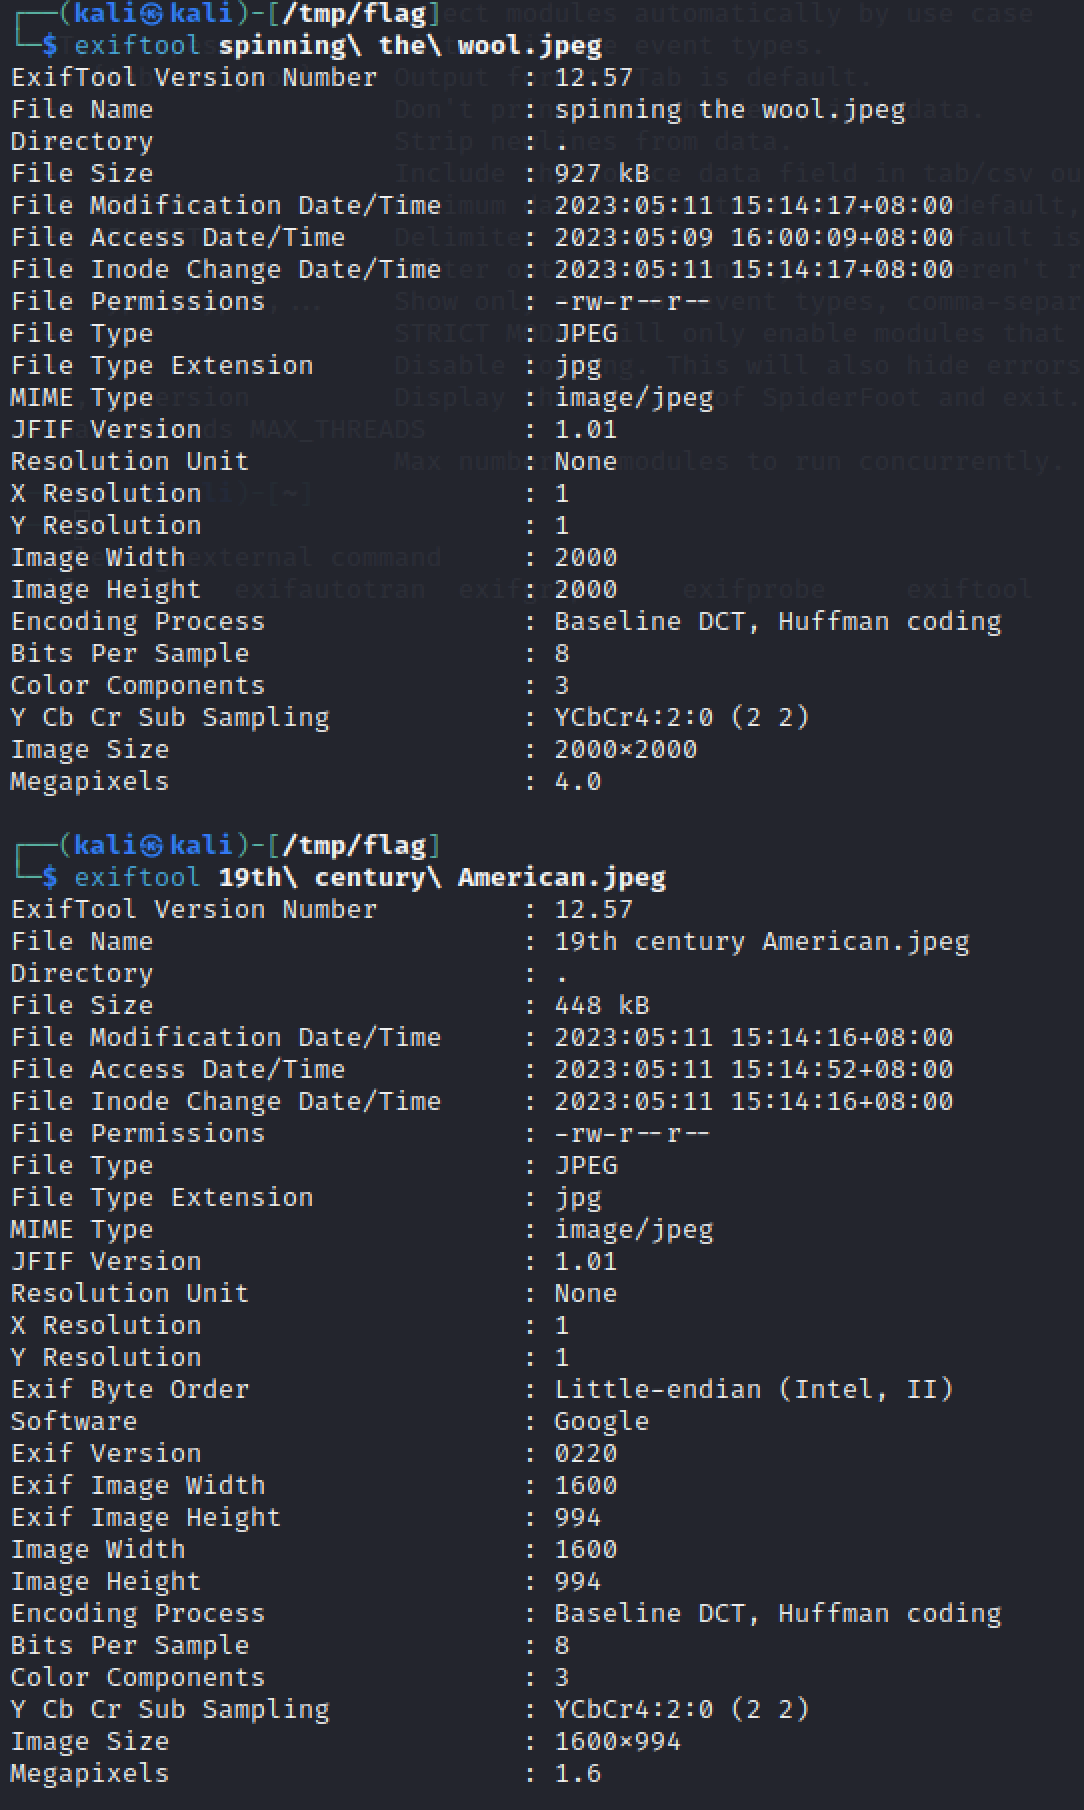 ┌──(kali㉿kali)-[/tmp/flag]
└─$ exiftool spinning\ the\ wool.jpeg
ExifTool Version Number : 12.57
File Name : spinning the wool.jpeg
Directory : .
File Size : 927 kB
File Modification Date/Time : 2023:05:11 15:14:17+08:00
File Access Date/Time : 2023:05:09 16:00:09+08:00
File Inode Change Date/Time : 2023:05:11 15:14:17+08:00
File Permissions : -rw-r--r--
File Type : JPEG
File Type Extension : jpg
MIME Type : image/jpeg
JFIF Version : 1.01
Resolution Unit : None
X Resolution : 1
Y Resolution : 1
Image Width : 2000
Image Height : 2000
Encoding Process : Baseline DCT, Huffman coding
Bits Per Sample : 8
Color Components : 3
Y Cb Cr Sub Sampling : YCbCr4:2:0 (2 2)
Image Size : 2000×2000
Megapixels : 4.0
┌──(kali㉿kali)-[/tmp/flag]
└─$ exiftool 19th\ century\ American.jpeg
ExifTool Version Number : 12.57
File Name : 19th century American.jpeg
Directory : .
File Size : 448 kB
File Modification Date/Time : 2023:05:11 15:14:16+08:00
File Access Date/Time : 2023:05:11 15:14:52+08:00
File Inode Change Date/Time : 2023:05:11 15:14:16+08:00
File Permissions : -rw-r--r--
File Type : JPEG
File Type Extension : jpg
MIME Type : image/jpeg
JFIF Version : 1.01
Resolution Unit : None
X Resolution : 1
Y Resolution : 1
Exif Byte Order : Little-endian (Intel, II)
Software : Google
Exif Version : 0220
Exif Image Width : 1600
Exif Image Height : 994
Image Width : 1600
Image Height : 994
Encoding Process : Baseline DCT, Huffman coding
Bits Per Sample : 8
Color Components : 3
Y Cb Cr Sub Sampling : YCbCr4:2:0 (2 2)
Image Size : 1600×994
Megapixels : 1.6